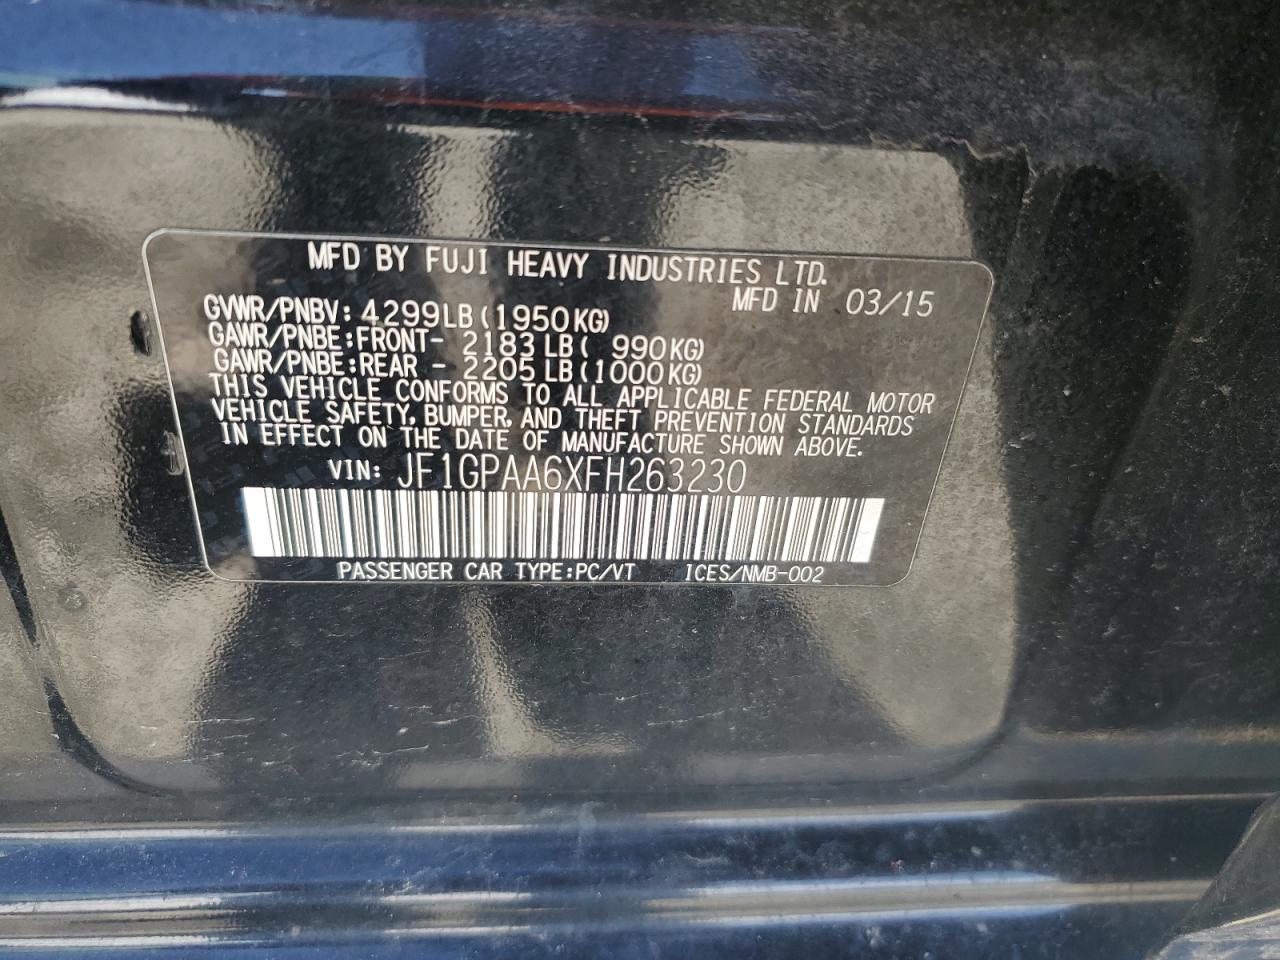 MFD BY FUJI HEAVY INDUSTRIES LTD.
MFD IN 03/15
GVWR/PNBV: 4299LB(1950KG)
GAWR/PNBE:FRONT- 2183LB( 990KG)
GAWR/PNBE:REAR - 2205LB(1000KG)
THIS VEHICLE CONFORMS TO ALL APPLICABLE FEDERAL MOTOR
VEHICLE SAFETY, BUMPER, AND THEFT PREVENTION STANDARDS
IN EFFECT ON THE DATE OF MANUFACTURE SHOWN ABOVE.
VIN: JF1GPAA6XFH263230
PASSENGER CAR TYPE:PC/VT ICES/NMB-002